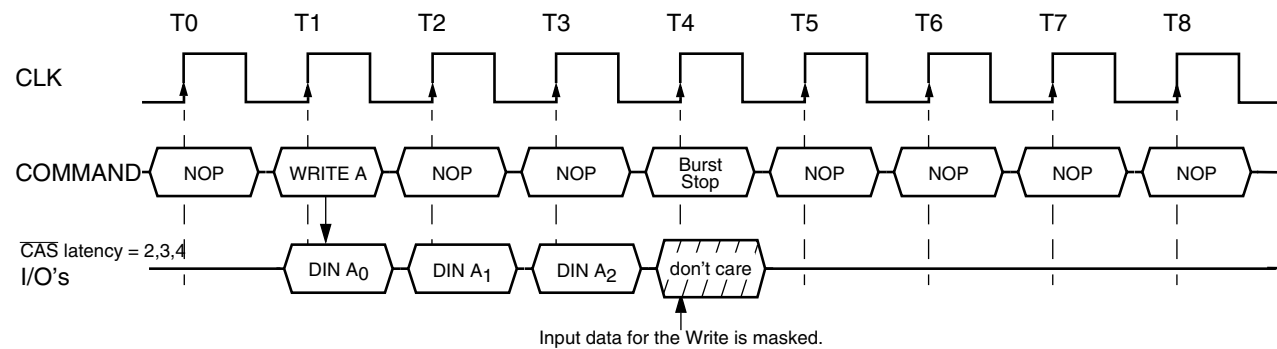 T0 T1 T2 T3 T4 T5 T6 T7 T8
CLK
COMMAND NOP WRITE A NOP NOP Burst Stop NOP NOP NOP NOP
CAS latency = 2,3,4
I/O's DIN A0 DIN A1 DIN A2 don't care
Input data for the Write is masked.